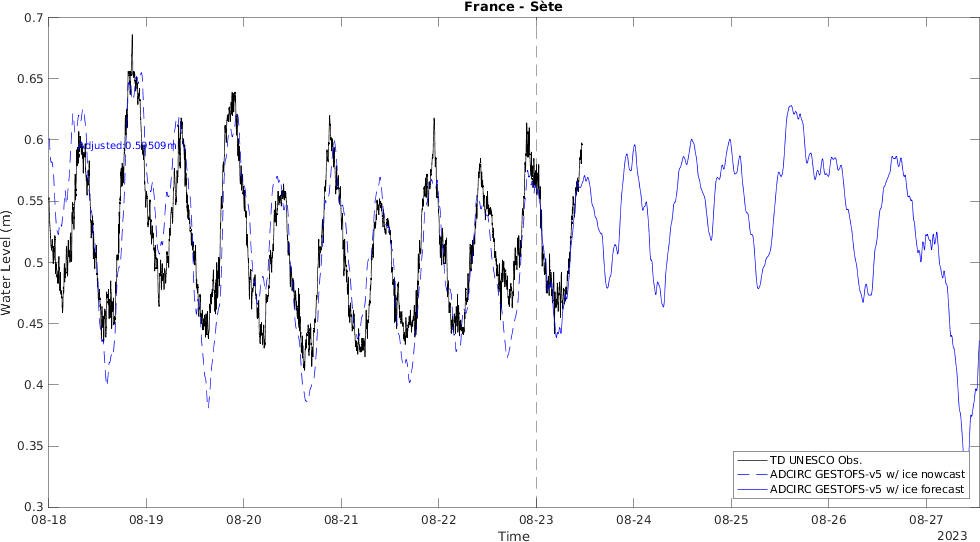 France - Sète
0.7
0.65
0.6
0.55
0.5
0.45
0.4
0.35
0.3
Water Level (m)
Adjusted:0.59509m
TD UNESCO Obs.
ADCIRC GESTOFS-v5 w/ ice nowcast
ADCIRC GESTOFS-v5 w/ ice forecast
08-18 08-19 08-20 08-21 08-22 08-23 08-24 08-25 08-26 08-27
2023
Time